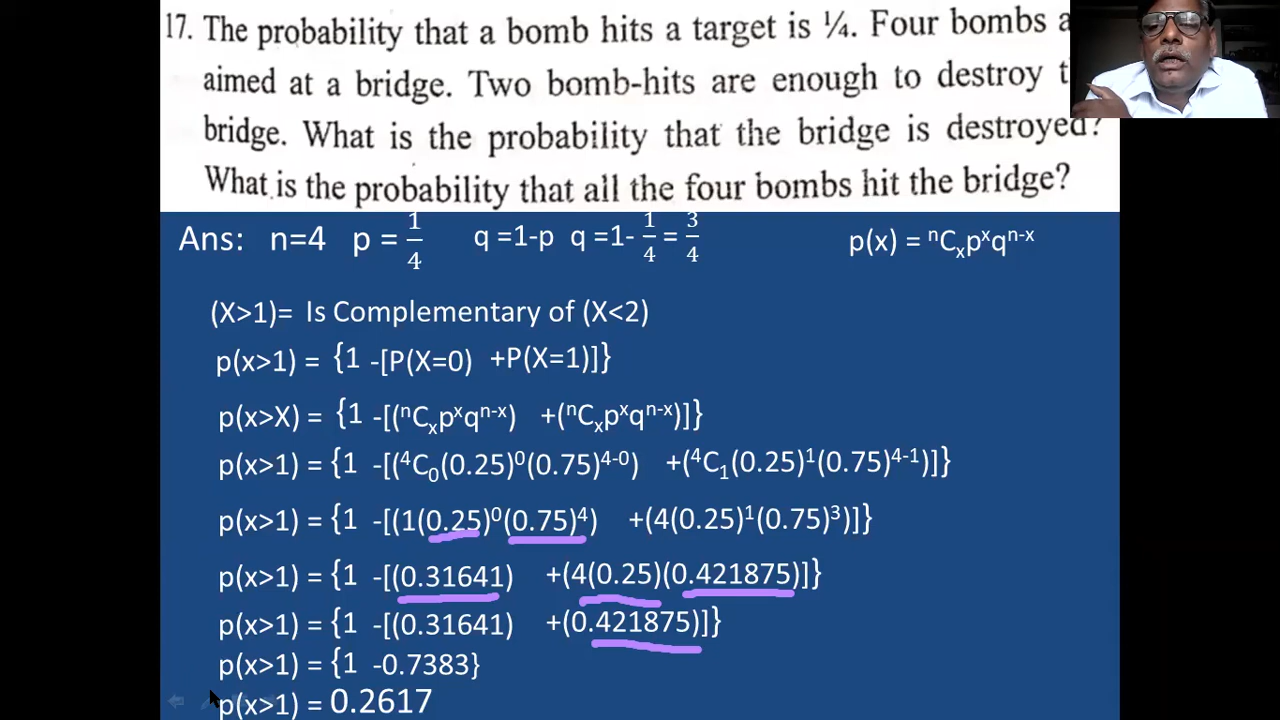 17. The probability that a bomb hits a target is ¼. Four bombs a
aimed at a bridge. Two bomb-hits are enough to destroy t
bridge. What is the probability that the bridge is destroyed?
What is the probability that all the four bombs hit the bridge?
Ans: n=4 p = 1/4 q =1-p q =1- 1/4 = 3/4 p(x) = ⁿCₓpˣqⁿ⁻ˣ
(X>1)= Is Complementary of (X<2)
p(x>1) = {1 -[P(X=0) +P(X=1)]}
p(x>X) = {1 -[(ⁿCₓpˣqⁿ⁻ˣ) +(ⁿCₓpˣqⁿ⁻ˣ)]}
p(x>1) = {1 -[(⁴C₀(0.25)⁰(0.75)⁴⁻⁰) +(⁴C₁(0.25)¹(0.75)⁴⁻¹)]}
p(x>1) = {1 -[(1(0.25)⁰(0.75)⁴) +(4(0.25)¹(0.75)³)]}
p(x>1) = {1 -[(0.31641) +(4(0.25)(0.421875)]}
p(x>1) = {1 -[(0.31641) +(0.421875)]}
p(x>1) = {1 -0.7383}
p(x>1) = 0.2617